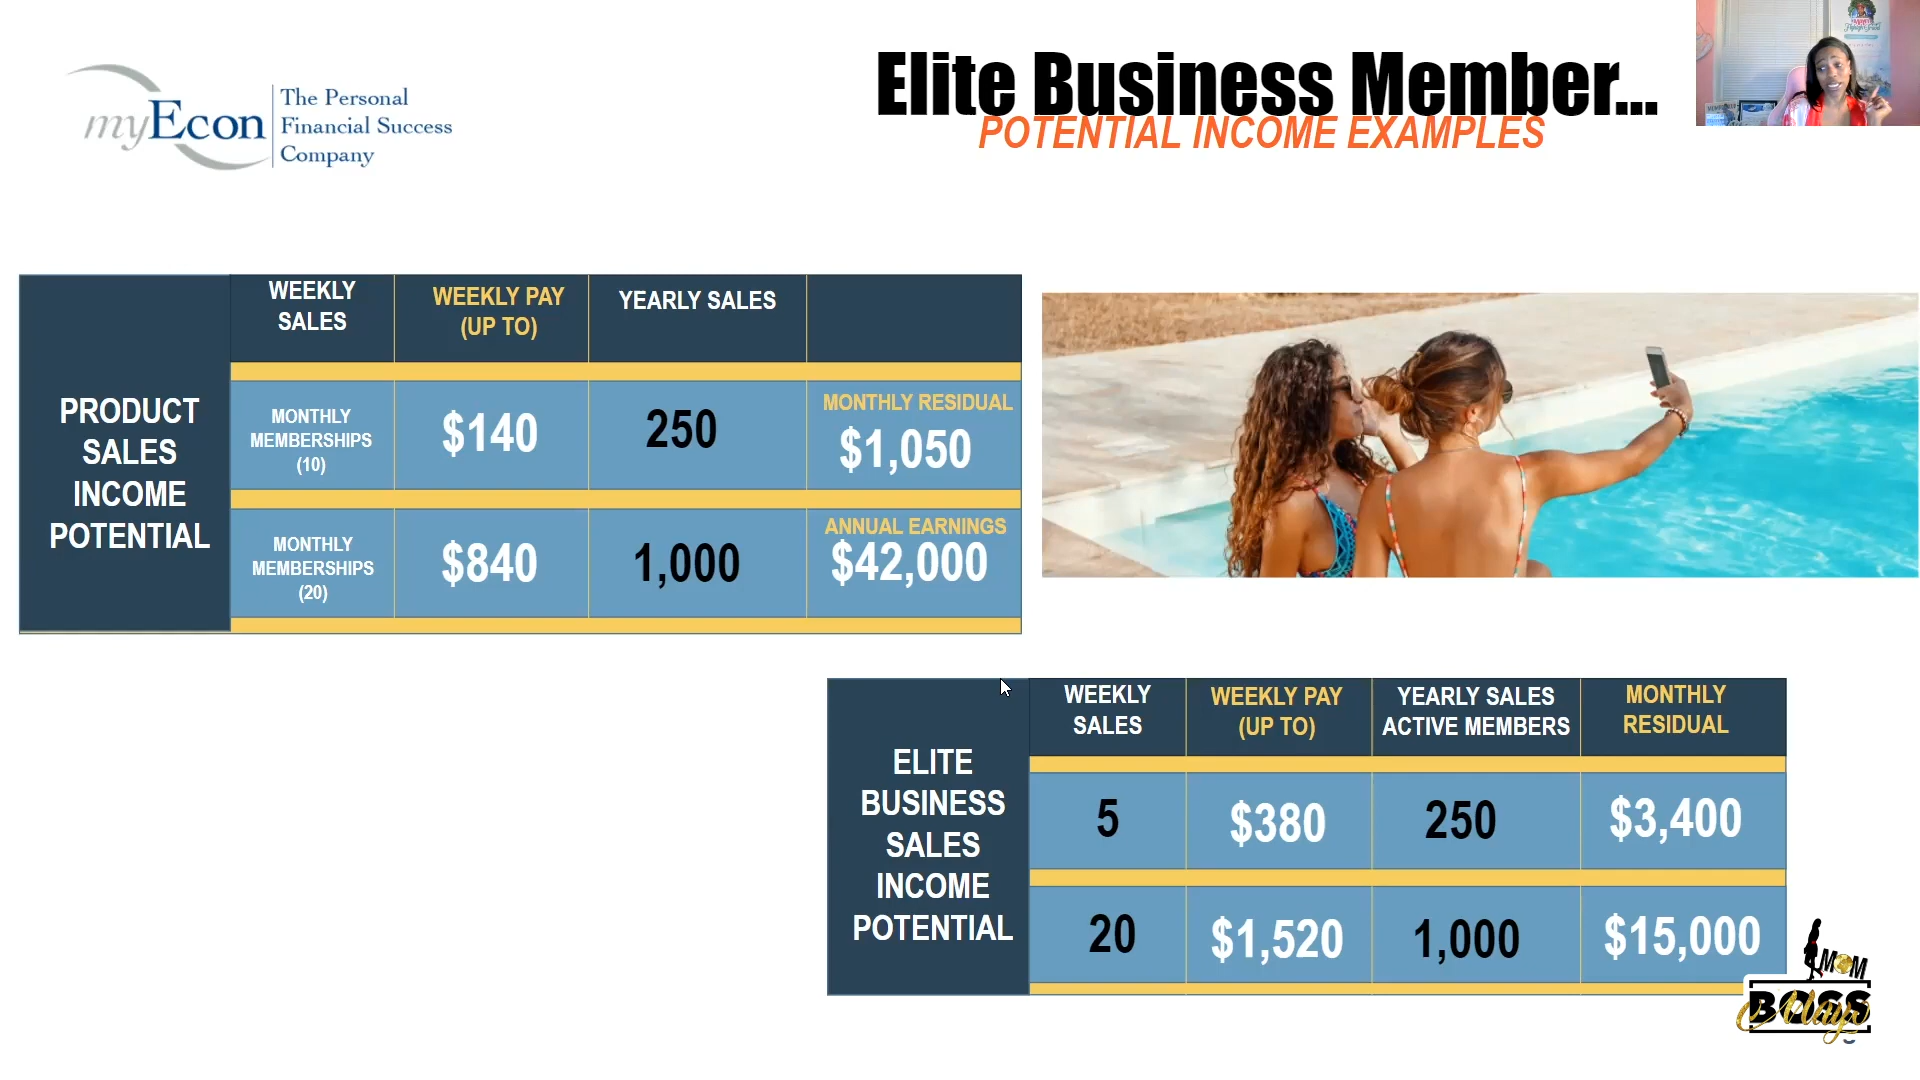 myEcon
The Personal
Financial Success
Company
Elite Business Member...
POTENTIAL INCOME EXAMPLES
PRODUCT
SALES
INCOME
POTENTIAL
WEEKLY
SALES
WEEKLY PAY
(UP TO)
YEARLY SALES
MONTHLY
MEMBERSHIPS
(10)
$140
250
MONTHLY RESIDUAL
$1,050
MONTHLY
MEMBERSHIPS
(20)
$840
1,000
ANNUAL EARNINGS
$42,000
ELITE
BUSINESS
SALES
INCOME
POTENTIAL
WEEKLY
SALES
WEEKLY PAY
(UP TO)
YEARLY SALES
ACTIVE MEMBERS
MONTHLY
RESIDUAL
5
$380
250
$3,400
20
$1,520
1,000
$15,000
MOM
BOSS
Mayo